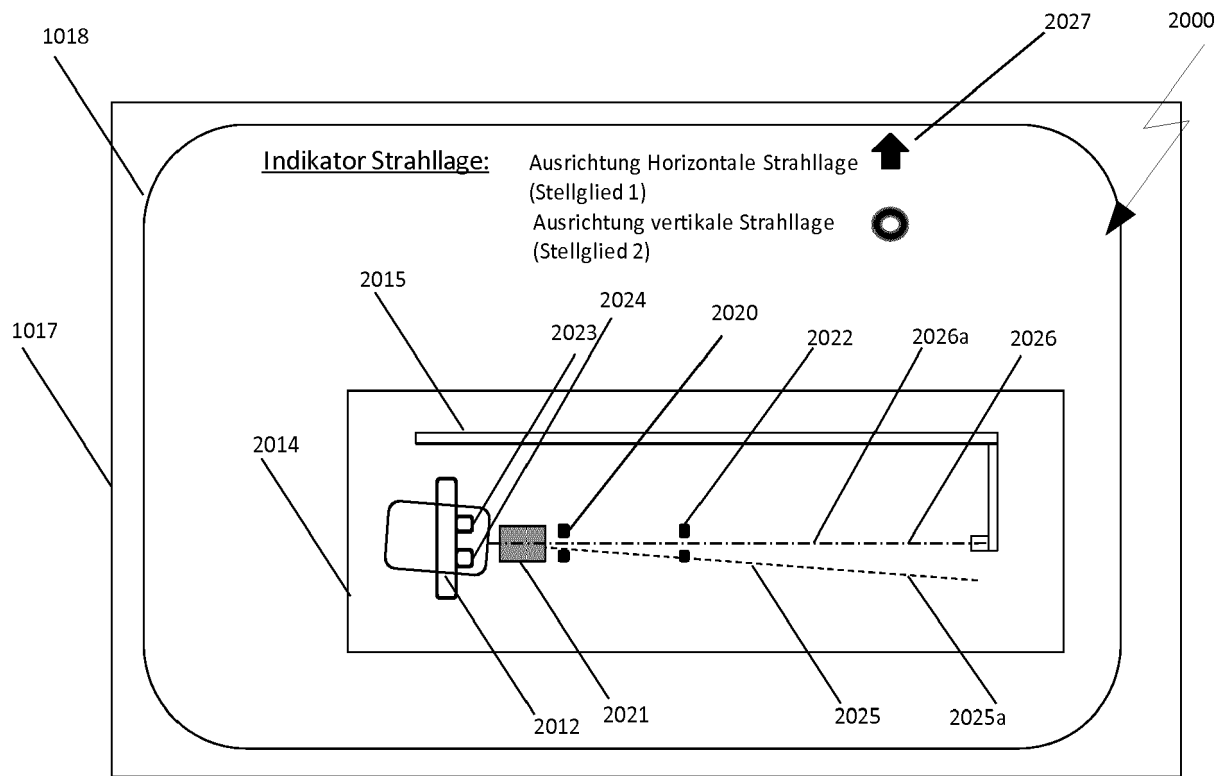 2027
2000
1018
Indikator Strahllage:
Ausrichtung Horizontale Strahllage
(Stellglied 1)
Ausrichtung vertikale Strahllage
(Stellglied 2)
2015
2024
2023
2020
2022
2026a
2026
1017
2014
2012
2021
2025
2025a